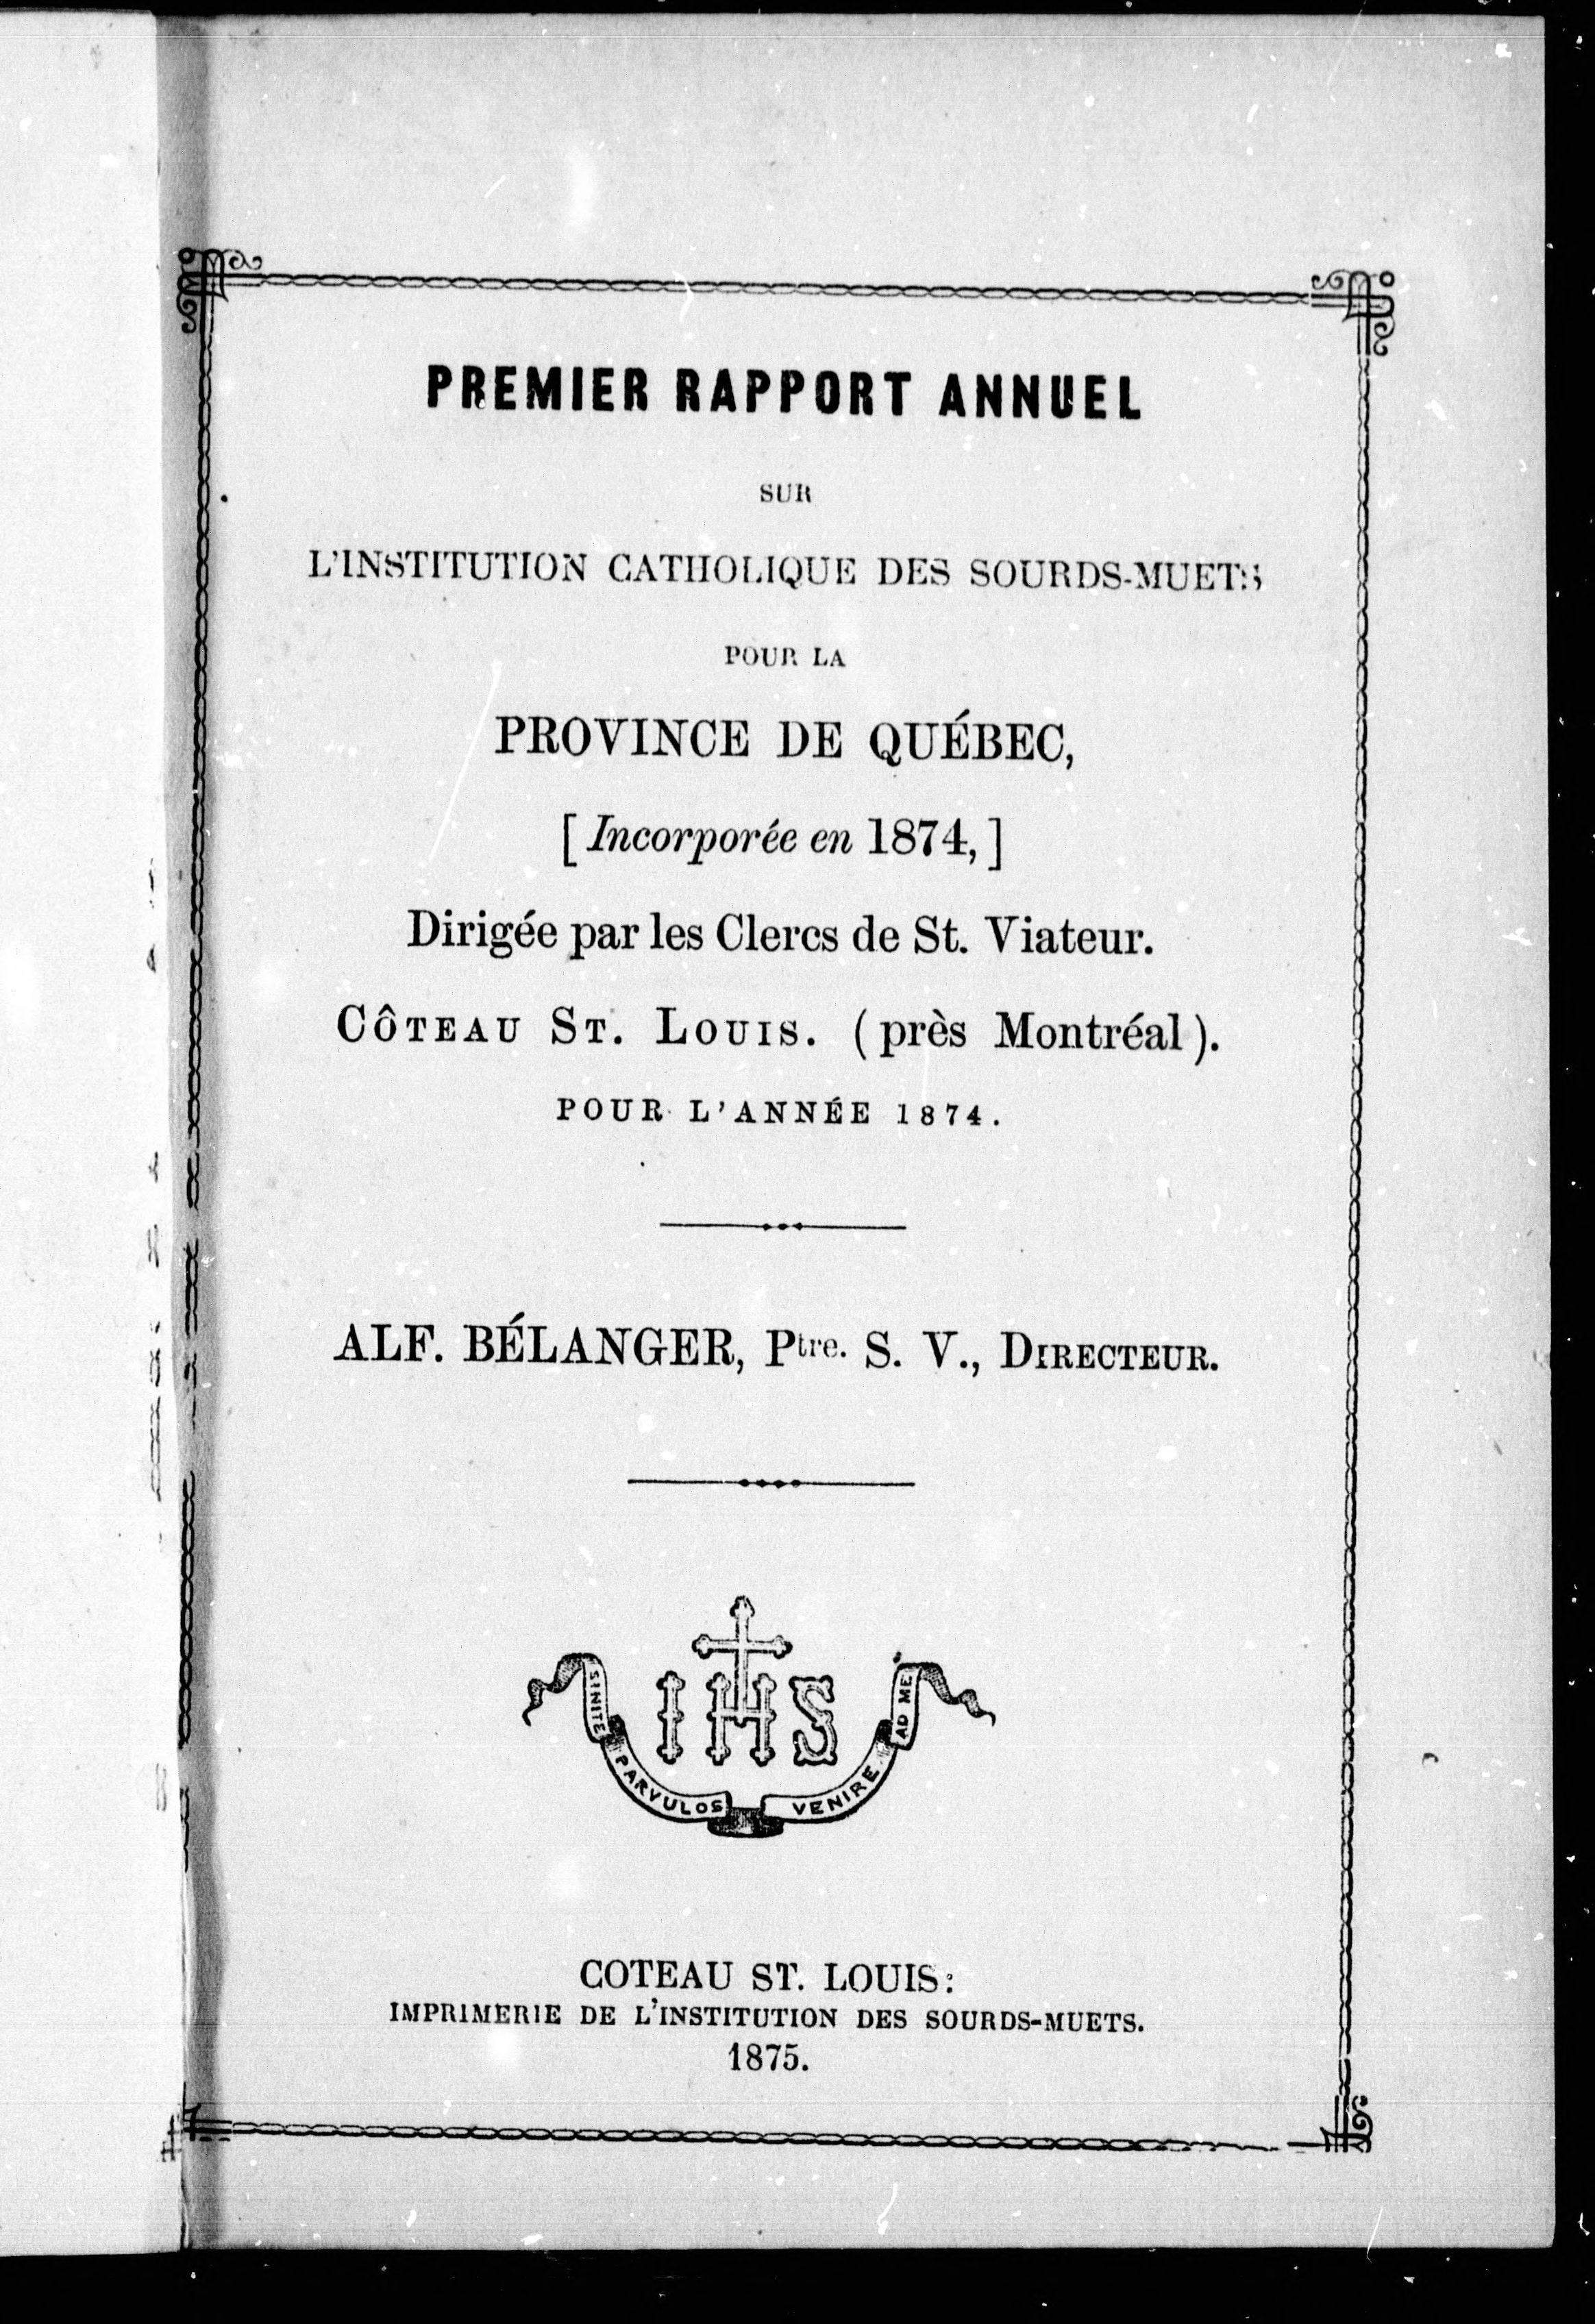 PREMIER RAPPORT ANNUEL
SUR
L'INSTITUTION CATHOLIQUE DES SOURDS-MUETS
POUR LA
PROVINCE DE QUÉBEC,
[ Incorporée en 1874, ]
Dirigée par les Clercs de St. Viateur.
CÔTEAU ST. LOUIS. (près Montréal).
POUR L'ANNÉE 1874.
ALF. BÉLANGER, Ptre. S. V., DIRECTEUR.
IHS
SINITE PARVULOS VENIRE AD ME
COTEAU ST. LOUIS:
IMPRIMERIE DE L'INSTITUTION DES SOURDS-MUETS.
1875.